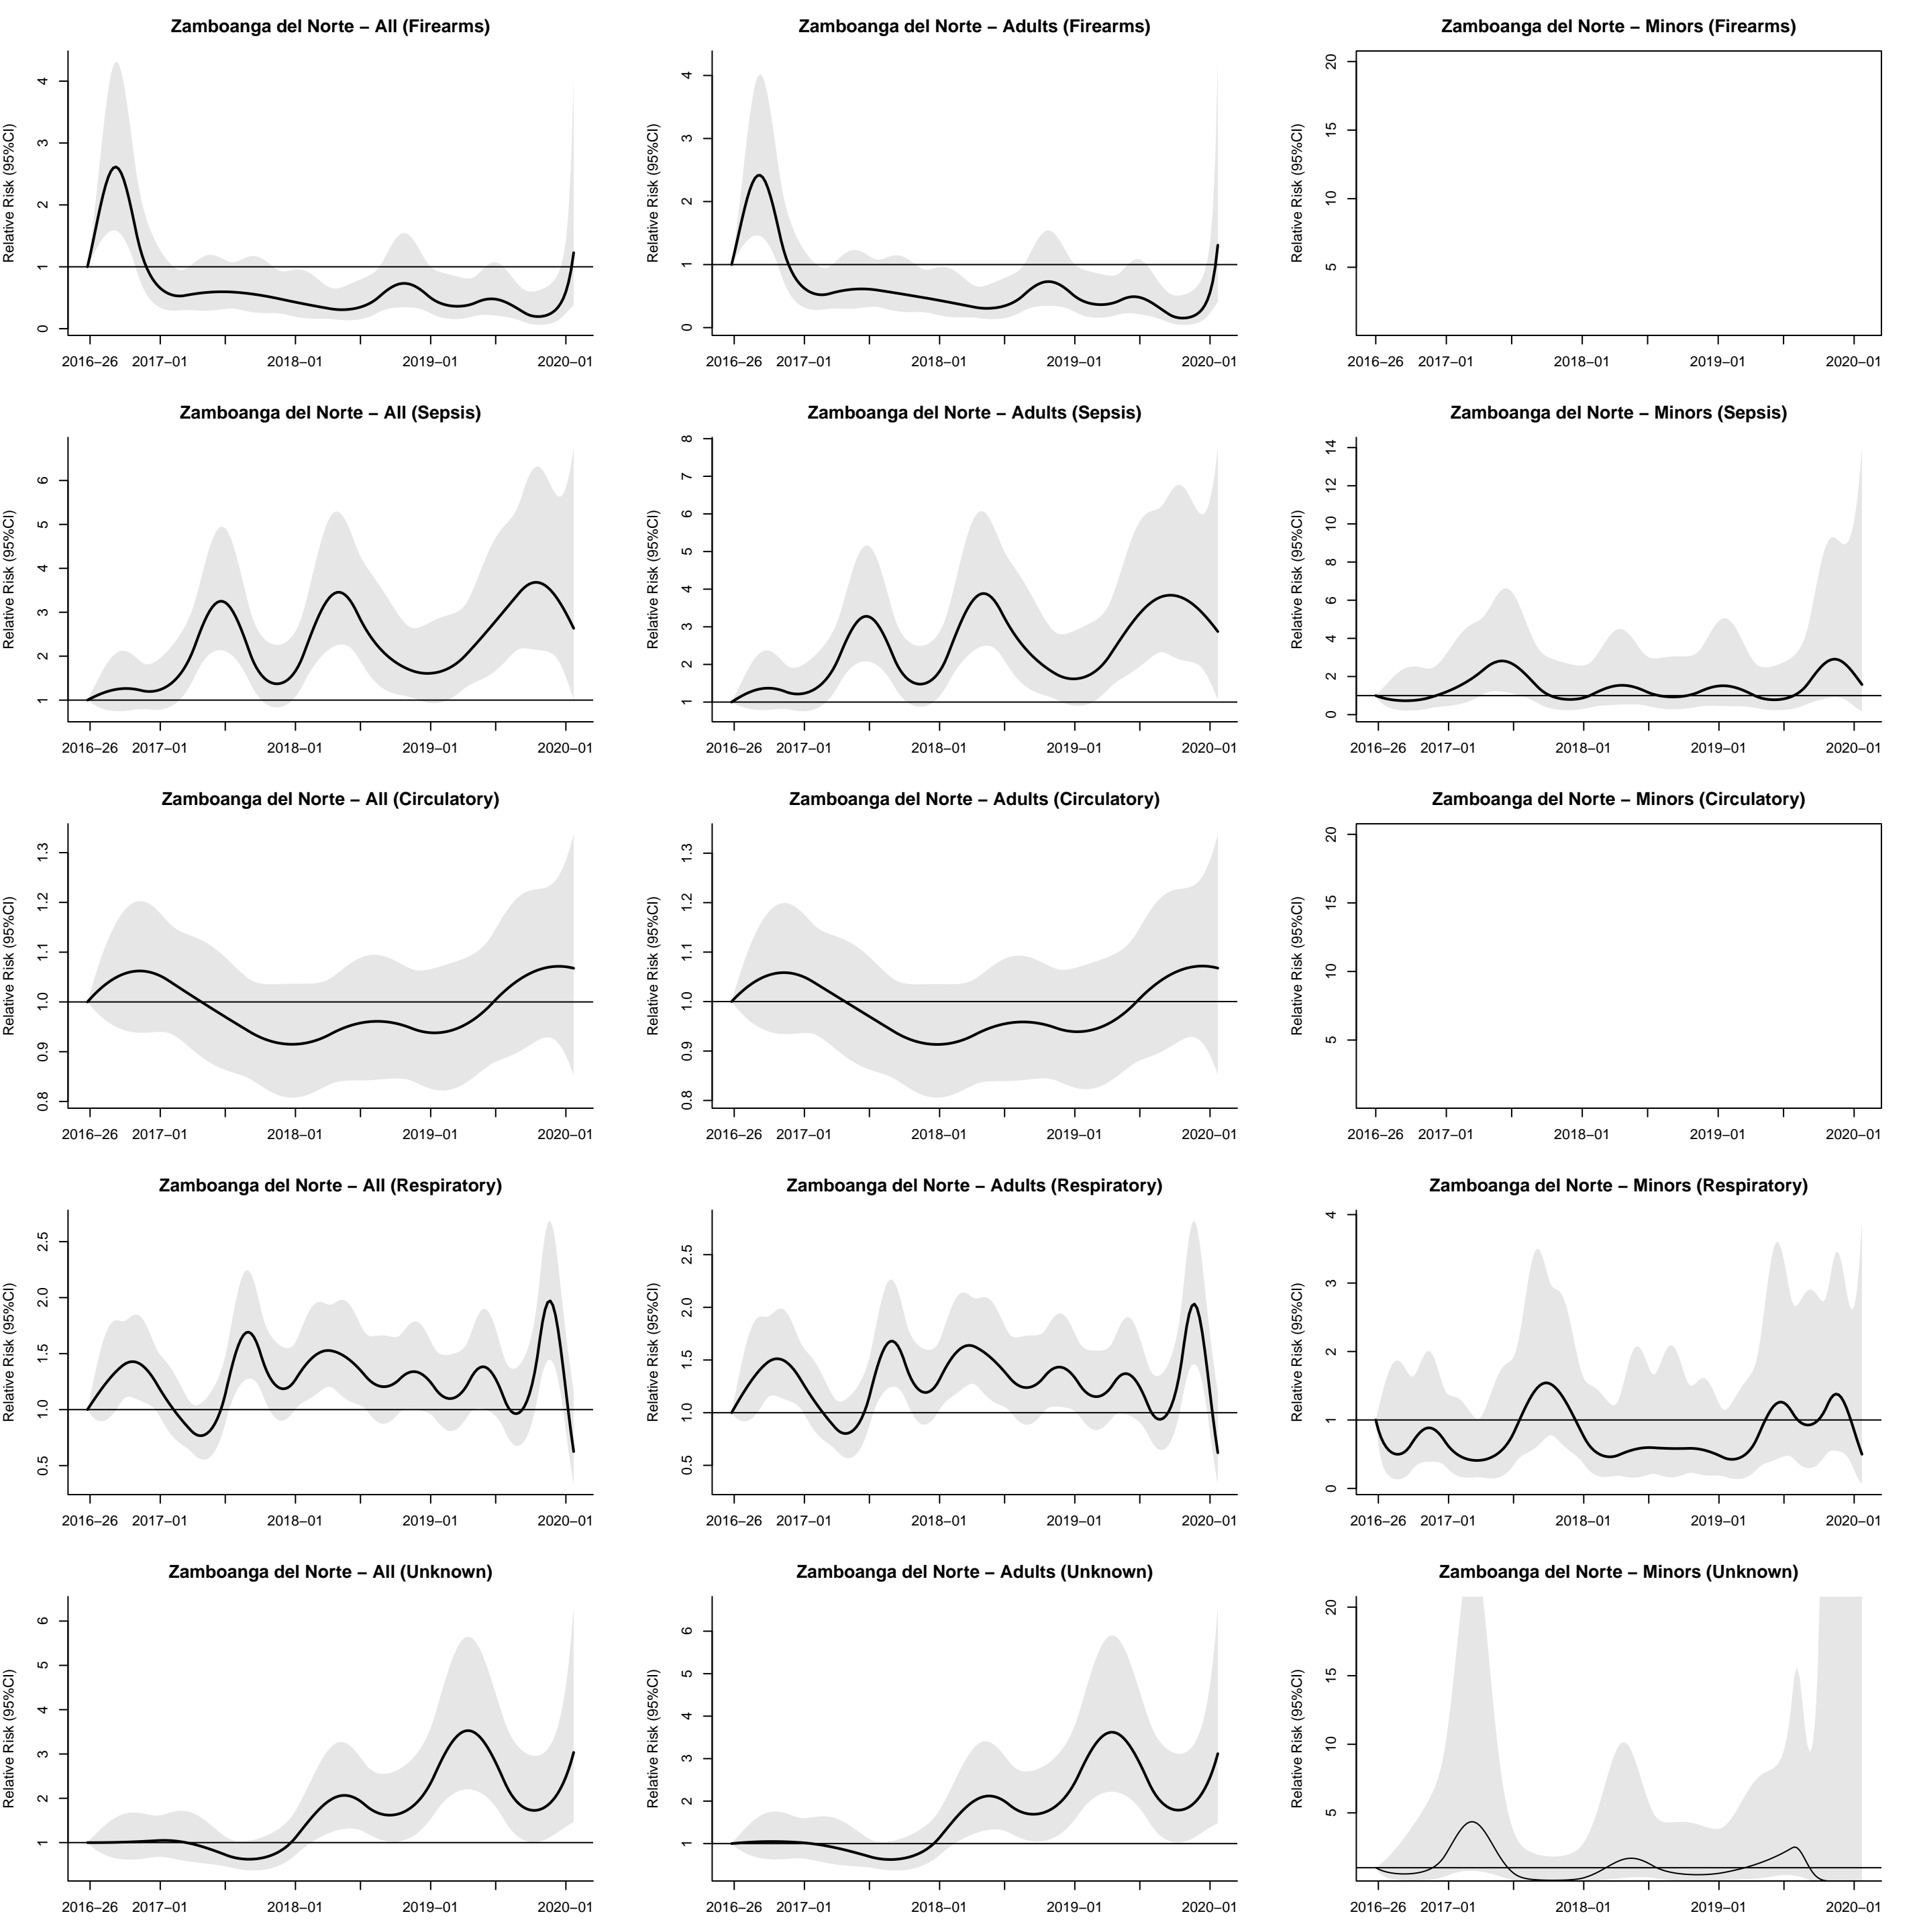 Zamboanga del Norte – All (Firearms)
Relative Risk (95%CI)
0 1 2 3 4
2016–26 2017–01 2018–01 2019–01 2020–01
Zamboanga del Norte – Adults (Firearms)
Relative Risk (95%CI)
0 1 2 3 4
2016–26 2017–01 2018–01 2019–01 2020–01
Zamboanga del Norte – Minors (Firearms)
Relative Risk (95%CI)
5 10 15 20
2016–26 2017–01 2018–01 2019–01 2020–01
Zamboanga del Norte – All (Sepsis)
Relative Risk (95%CI)
1 2 3 4 5 6
2016–26 2017–01 2018–01 2019–01 2020–01
Zamboanga del Norte – Adults (Sepsis)
Relative Risk (95%CI)
1 2 3 4 5 6 7 8
2016–26 2017–01 2018–01 2019–01 2020–01
Zamboanga del Norte – Minors (Sepsis)
Relative Risk (95%CI)
0 2 4 6 8 10 12 14
2016–26 2017–01 2018–01 2019–01 2020–01
Zamboanga del Norte – All (Circulatory)
Relative Risk (95%CI)
0.8 0.9 1.0 1.1 1.2 1.3
2016–26 2017–01 2018–01 2019–01 2020–01
Zamboanga del Norte – Adults (Circulatory)
Relative Risk (95%CI)
0.8 0.9 1.0 1.1 1.2 1.3
2016–26 2017–01 2018–01 2019–01 2020–01
Zamboanga del Norte – Minors (Circulatory)
Relative Risk (95%CI)
5 10 15 20
2016–26 2017–01 2018–01 2019–01 2020–01
Zamboanga del Norte – All (Respiratory)
Relative Risk (95%CI)
0.5 1.0 1.5 2.0 2.5
2016–26 2017–01 2018–01 2019–01 2020–01
Zamboanga del Norte – Adults (Respiratory)
Relative Risk (95%CI)
0.5 1.0 1.5 2.0 2.5
2016–26 2017–01 2018–01 2019–01 2020–01
Zamboanga del Norte – Minors (Respiratory)
Relative Risk (95%CI)
0 1 2 3 4
2016–26 2017–01 2018–01 2019–01 2020–01
Zamboanga del Norte – All (Unknown)
Relative Risk (95%CI)
1 2 3 4 5 6
2016–26 2017–01 2018–01 2019–01 2020–01
Zamboanga del Norte – Adults (Unknown)
Relative Risk (95%CI)
1 2 3 4 5 6
2016–26 2017–01 2018–01 2019–01 2020–01
Zamboanga del Norte – Minors (Unknown)
Relative Risk (95%CI)
5 10 15 20
2016–26 2017–01 2018–01 2019–01 2020–01